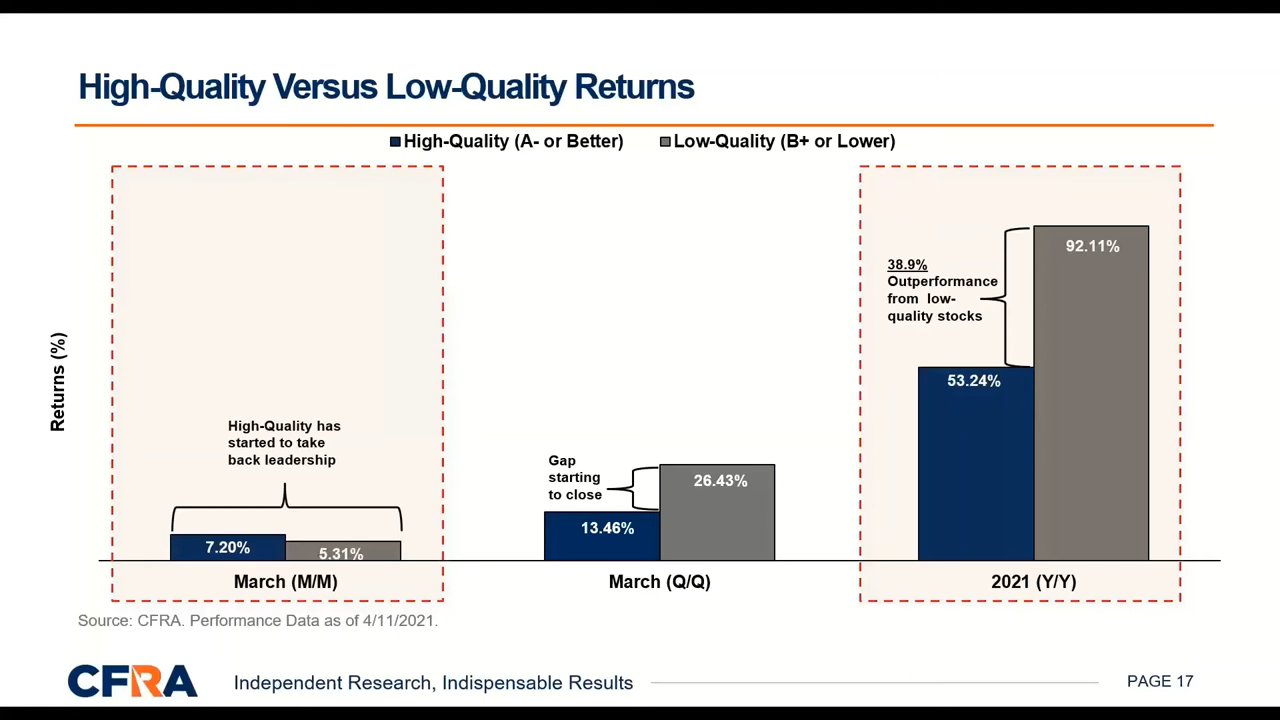 High-Quality Versus Low-Quality Returns
High-Quality (A- or Better)
Low-Quality (B+ or Lower)
Returns (%)
High-Quality has
started to take
back leadership
7.20%
5.31%
March (M/M)
Gap
starting
to close
13.46%
26.43%
March (Q/Q)
38.9%
Outperformance
from low-
quality stocks
53.24%
92.11%
2021 (Y/Y)
Source: CFRA. Performance Data as of 4/11/2021.
CFRA
Independent Research, Indispensable Results
PAGE 17